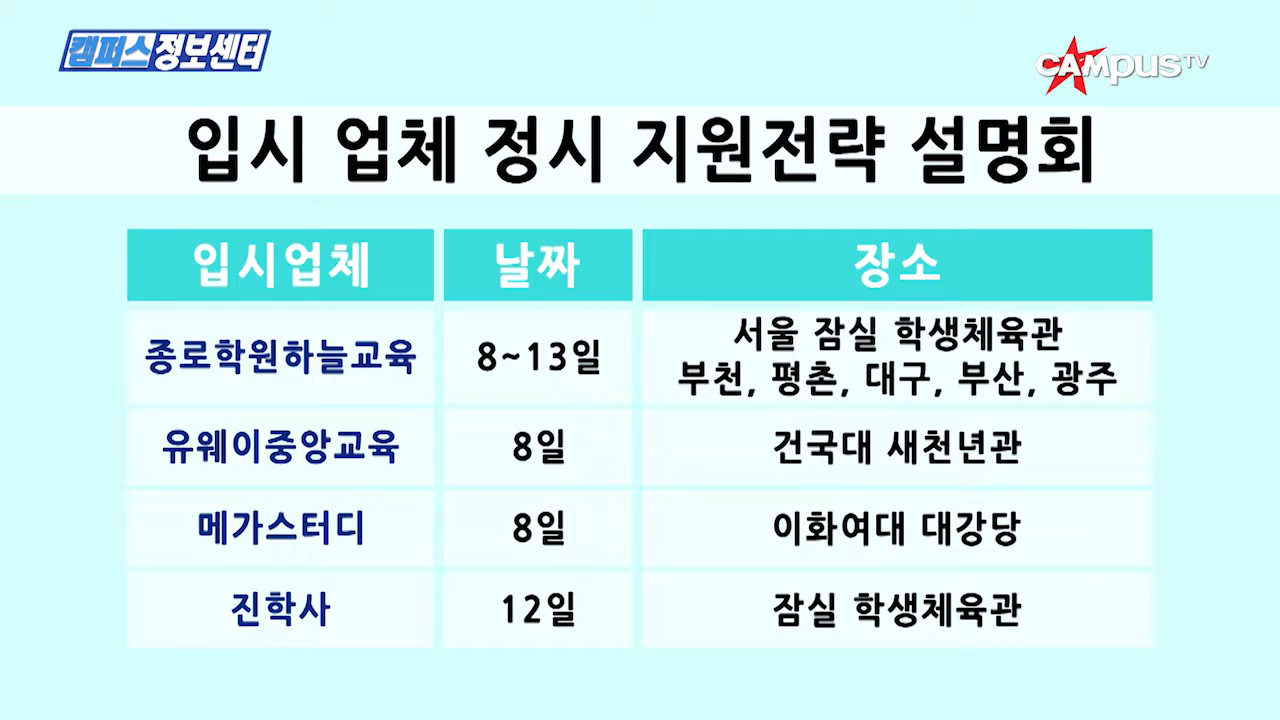 캠퍼스정보센터
CAMPUS TV
입시 업체 정시 지원전략 설명회
입시업체 날짜 장소
종로학원하늘교육 8~13일 서울 잠실 학생체육관
부천, 평촌, 대구, 부산, 광주
유웨이중앙교육 8일 건국대 새천년관
메가스터디 8일 이화여대 대강당
진학사 12일 잠실 학생체육관